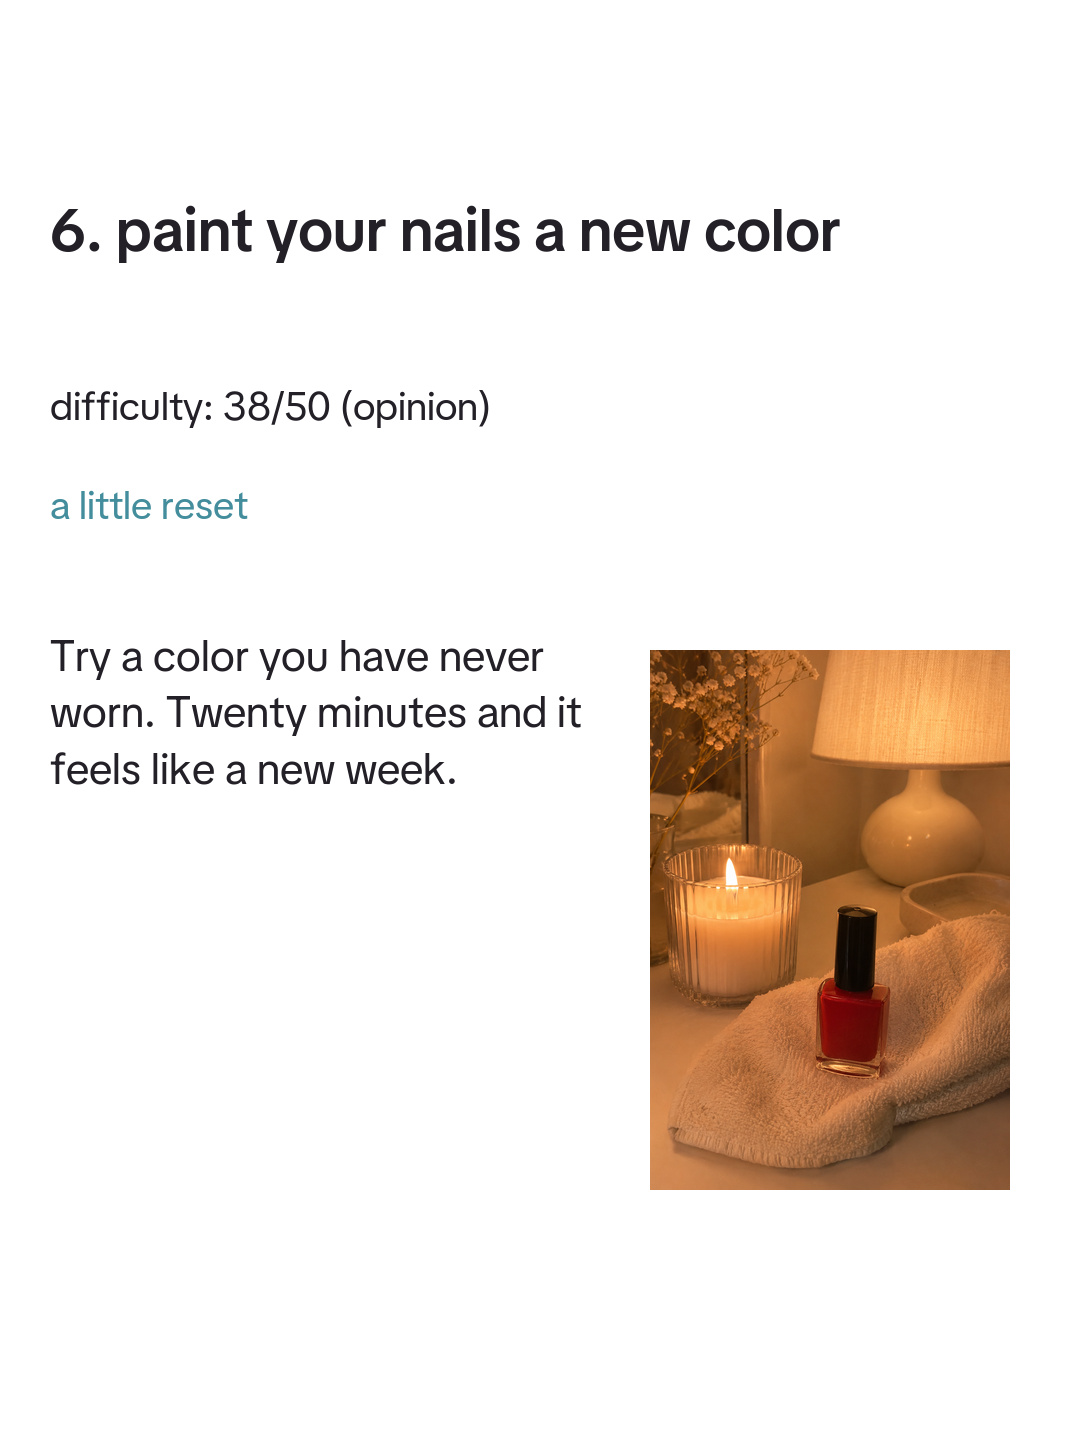 6. paint your nails a new color
difficulty: 38/50 (opinion)
a little reset
Try a color you have never
worn. Twenty minutes and it
feels like a new week.